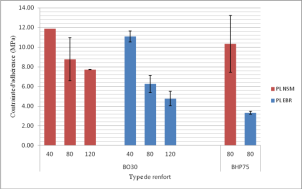 14.00
12.00
10.00
8.00
6.00
4.00
2.00
0.00
Contrainte d'adhérence (MPa)
40 80 120 40 80 120 80 80
BO30 BHP75
Type de renfort
PL NSM
PL EBR